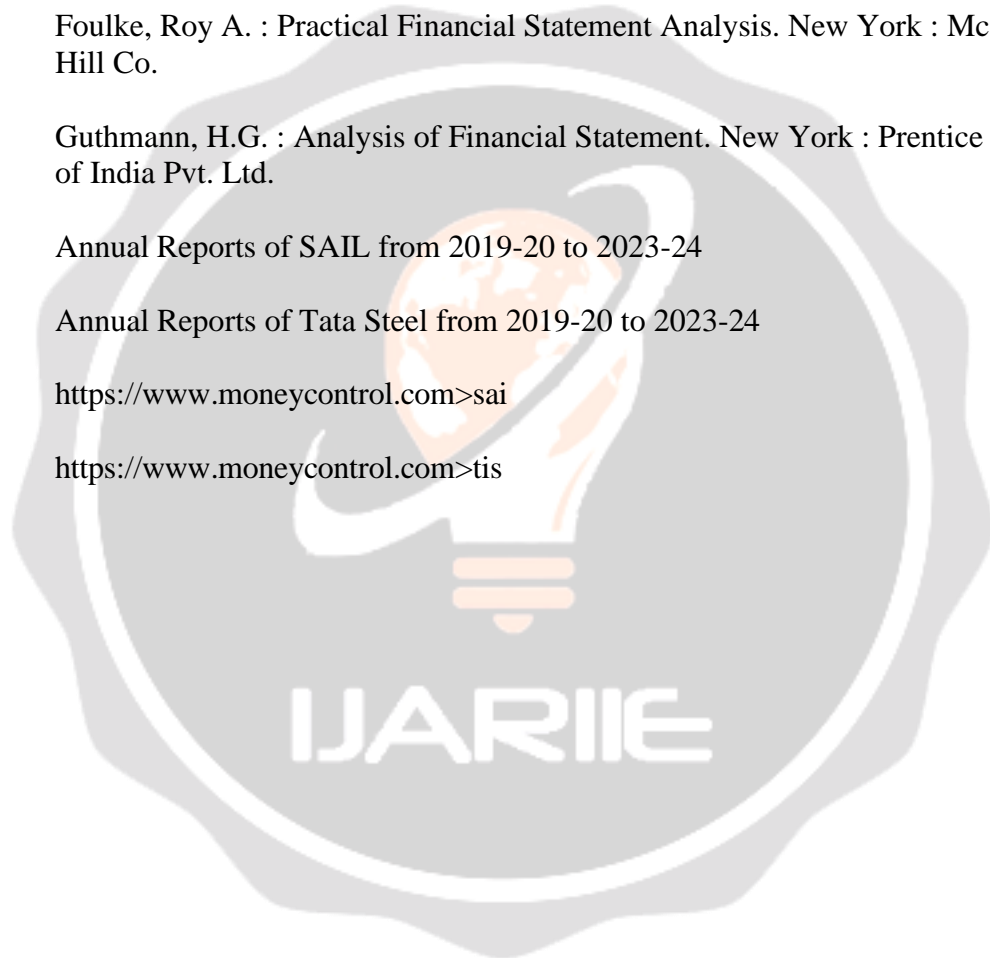 Foulke, Roy A. : Practical Financial Statement Analysis. New York : Mc
Hill Co.
Guthmann, H.G. : Analysis of Financial Statement. New York : Prentice
of India Pvt. Ltd.
Annual Reports of SAIL from 2019-20 to 2023-24
Annual Reports of Tata Steel from 2019-20 to 2023-24
https://www.moneycontrol.com>sai
https://www.moneycontrol.com>tis
IJARIIE